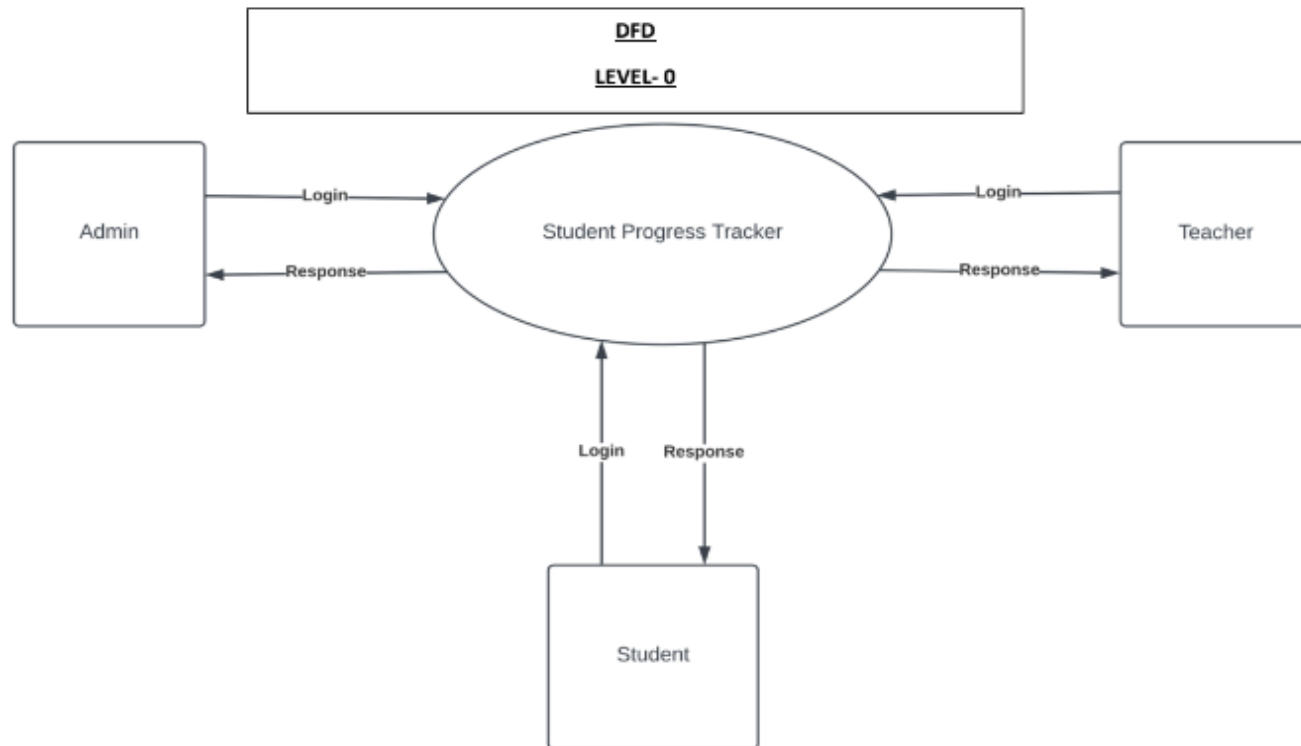 DFD
LEVEL- 0
Admin
Login
Response
Student Progress Tracker
Login
Response
Teacher
Login
Response
Student